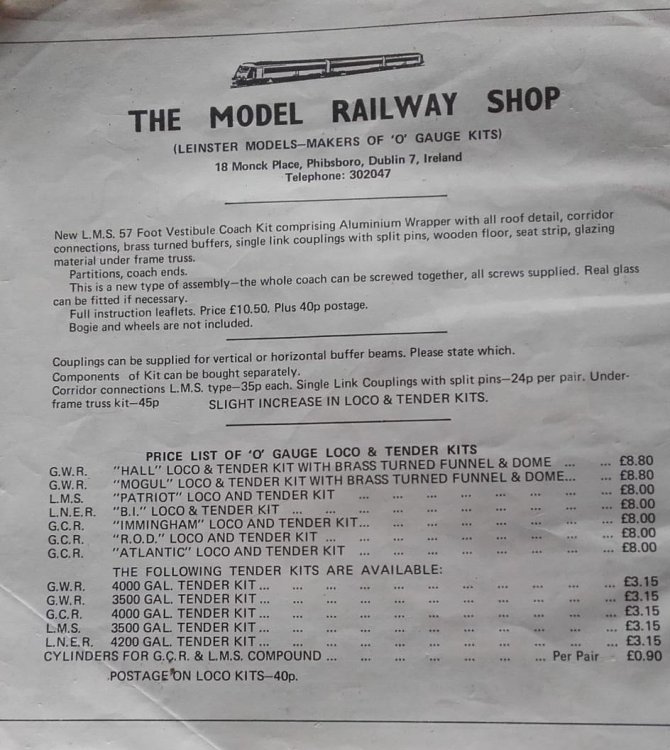 THE MODEL RAILWAY SHOP
(LEINSTER MODELS—MAKERS OF 'O' GAUGE KITS)
18 Monck Place, Phibsboro, Dublin 7, Ireland
Telephone: 302047
New L.M.S. 57 Foot Vestibule Coach Kit comprising Aluminium Wrapper with all roof detail, corridor
connections, brass turned buffers, single link couplings with split pins, wooden floor, seat strip, glazing
material under frame truss.
Partitions, coach ends.
This is a new type of assembly—the whole coach can be screwed together, all screws supplied. Real glass
can be fitted if necessary.
Full instruction leaflets. Price £10.50. Plus 40p postage.
Bogie and wheels are not included.
Couplings can be supplied for vertical or horizontal buffer beams. Please state which.
Components of Kit can be bought separately.
Corridor connections L.M.S. type—35p each. Single Link Couplings with split pins—24p per pair. Under-
frame truss kit—45p SLIGHT INCREASE IN LOCO & TENDER KITS.
PRICE LIST OF 'O' GAUGE LOCO & TENDER KITS
G.W.R. "HALL" LOCO & TENDER KIT WITH BRASS TURNED FUNNEL & DOME ... ... £8.80
G.W.R. "MOGUL" LOCO & TENDER KIT WITH BRASS TURNED FUNNEL & DOME... ... £8.80
L.M.S. "PATRIOT" LOCO AND TENDER KIT ... ... ... ... ... ... ... ... £8.00
L.N.E.R. "B.I." LOCO & TENDER KIT ... ... ... ... ... ... ... ... ... ... £8.00
G.C.R. "IMMINGHAM" LOCO AND TENDER KIT... ... ... ... ... ... ... ... £8.00
G.C.R. "R.O.D." LOCO AND TENDER KIT ... ... ... ... ... ... ... ... ... £8.00
G.C.R. "ATLANTIC" LOCO AND TENDER KIT ... ... ... ... ... ... ... ... £8.00
THE FOLLOWING TENDER KITS ARE AVAILABLE:
G.W.R. 4000 GAL. TENDER KIT... ... ... ... ... ... ... ... ... ... ... £3.15
G.W.R. 3500 GAL. TENDER KIT... ... ... ... ... ... ... ... ... ... ... £3.15
G.C.R. 4000 GAL. TENDER KIT... ... ... ... ... ... ... ... ... ... ... £3.15
L.M.S. 3500 GAL. TENDER KIT... ... ... ... ... ... ... ... ... ... ... £3.15
L.N.E.R. 4200 GAL. TENDER KIT... ... ... ... ... ... ... ... ... ... ... £3.15
CYLINDERS FOR G.C.R. & L.M.S. COMPOUND ... ... ... ... ... ... ... Per Pair £0.90
POSTAGE ON LOCO KITS—40p.